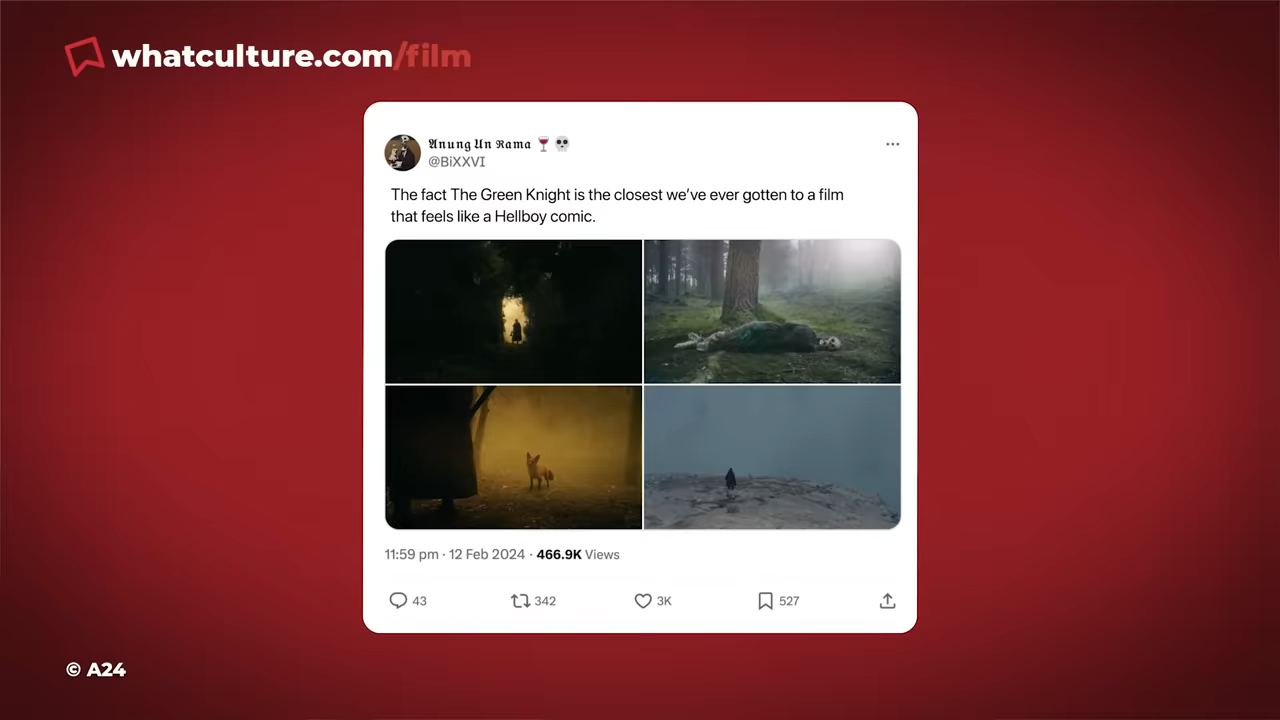 whatculture.com/film
𝕬𝖓𝖚𝖓𝖌 𝖀𝖓 𝕽𝖆𝖒𝖆 🍷💀
@BiXXVI
The fact The Green Knight is the closest we’ve ever gotten to a film
that feels like a Hellboy comic.
11:59 pm · 12 Feb 2024 · 466.9K Views
43 342 3K 527
© A24